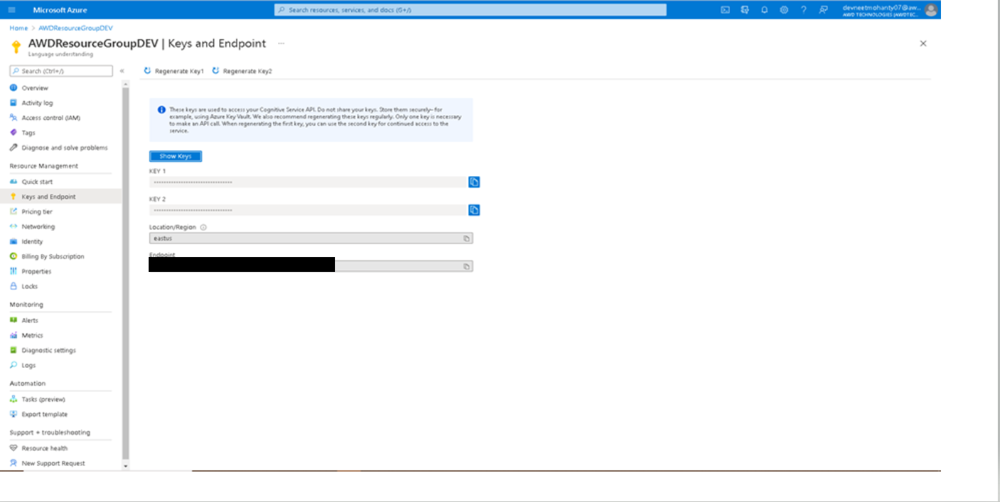 Microsoft Azure
Search resources, services, and docs (G+/)
devneetmohanty07@aw...
AWD TECHNOLOGIES (AWDTEC...
Home > AWDResourceGroupDEV
AWDResourceGroupDEV | Keys and Endpoint ...
Language understanding
Search (Ctrl+/)
«
Regenerate Key1 Regenerate Key2
Overview
Activity log
Access control (IAM)
Tags
Diagnose and solve problems
Resource Management
Quick start
Keys and Endpoint
Pricing tier
Networking
Identity
Billing By Subscription
Properties
Locks
Monitoring
Alerts
Metrics
Diagnostic settings
Logs
Automation
Tasks (preview)
Export template
Support + troubleshooting
Resource health
New Support Request
These keys are used to access your Cognitive Service API. Do not share your keys. Store them securely– for
example, using Azure Key Vault. We also recommend regenerating these keys regularly. Only one key is necessary
to make an API call. When regenerating the first key, you can use the second key for continued access to the
service.
Show Keys
KEY 1
KEY 2
Location/Region
eastus
Endpoint